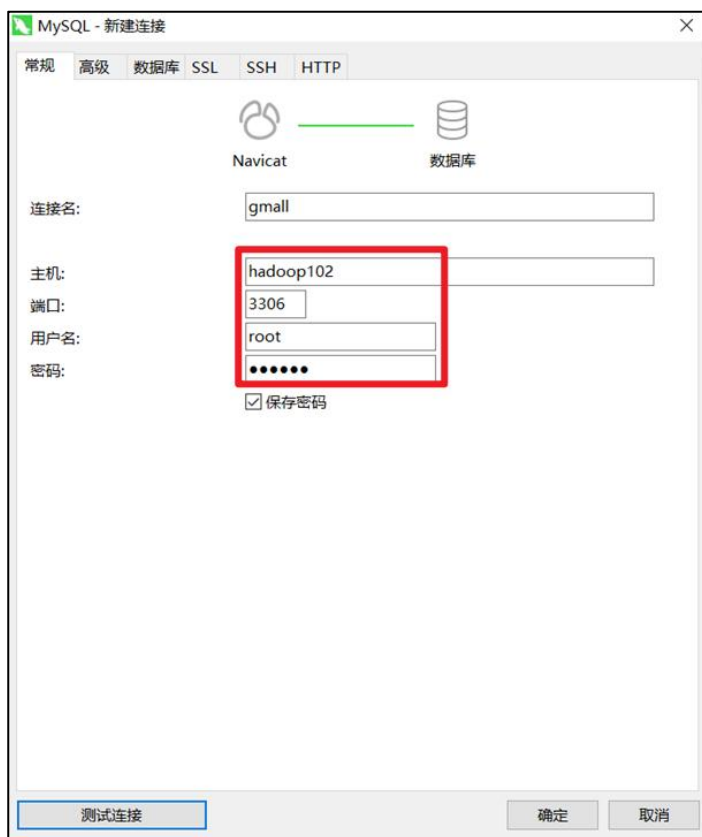 MySQL - 新建连接
常规 高级 数据库 SSL SSH HTTP
Navicat 数据库
连接名: gmall
主机: hadoop102
端口: 3306
用户名: root
密码: ●●●●●●
保存密码
测试连接 确定 取消